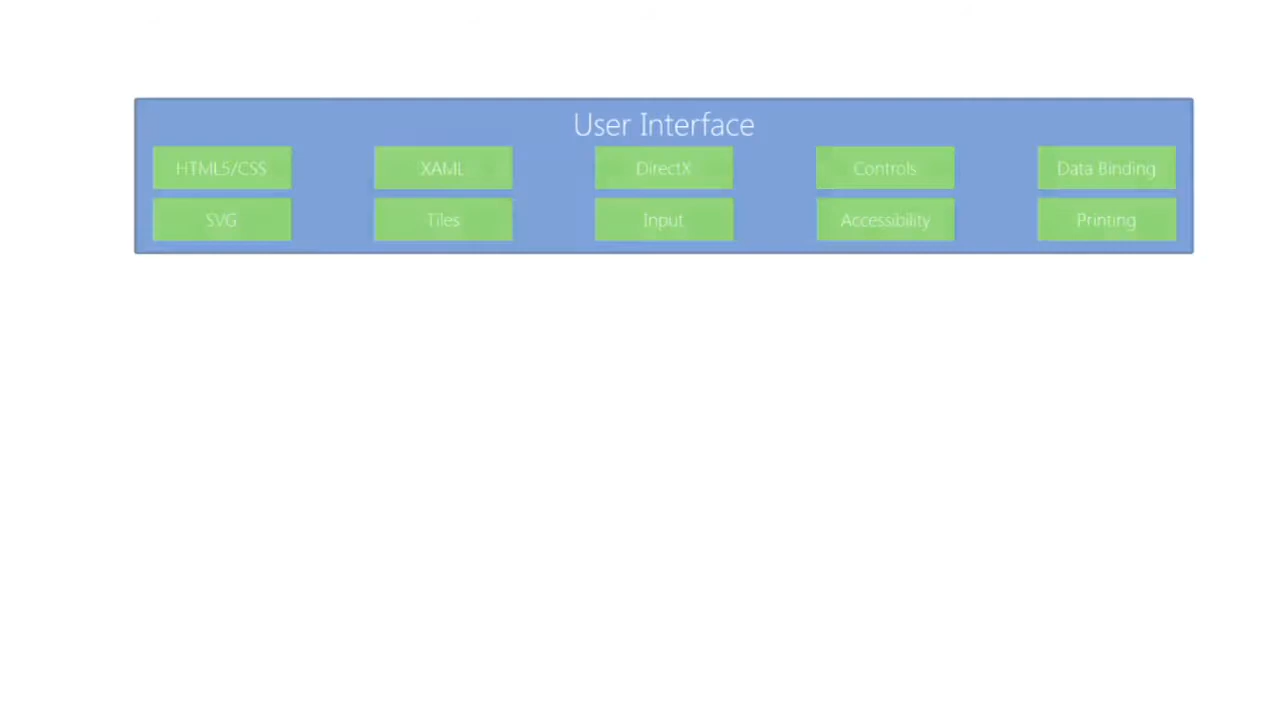 User Interface
HTML5/CSS
XAML
DirectX
Controls
Data Binding
SVG
Tiles
Input
Accessibility
Printing